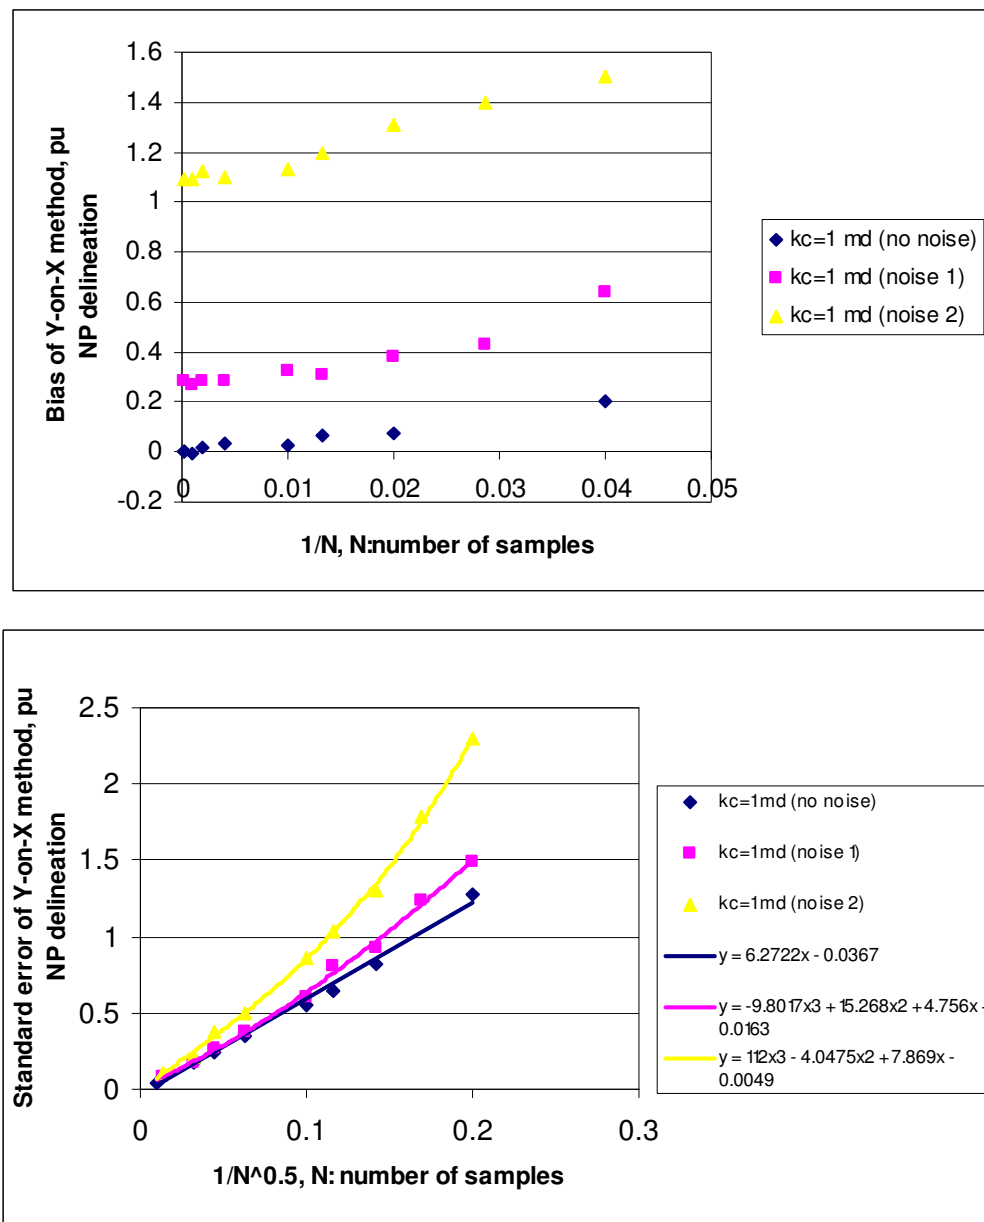 1.6
1.4
1.2
1
0.8
0.6
0.4
0.2
0
-0.2
Bias of Y-on-X method, pu
NP delineation
0 0.01 0.02 0.03 0.04 0.05
1/N, N:number of samples
kc=1 md (no noise)
kc=1 md (noise 1)
kc=1 md (noise 2)
2.5
2
1.5
1
0.5
0
Standard error of Y-on-X method, pu
NP delineation
0 0.1 0.2 0.3
1/N^0.5, N: number of samples
kc=1md (no noise)
kc=1md (noise 1)
kc=1md (noise 2)
y = 6.2722x - 0.0367
y = -9.8017x3 + 15.268x2 + 4.756x -
0.0163
y = 112x3 - 4.0475x2 + 7.869x -
0.0049